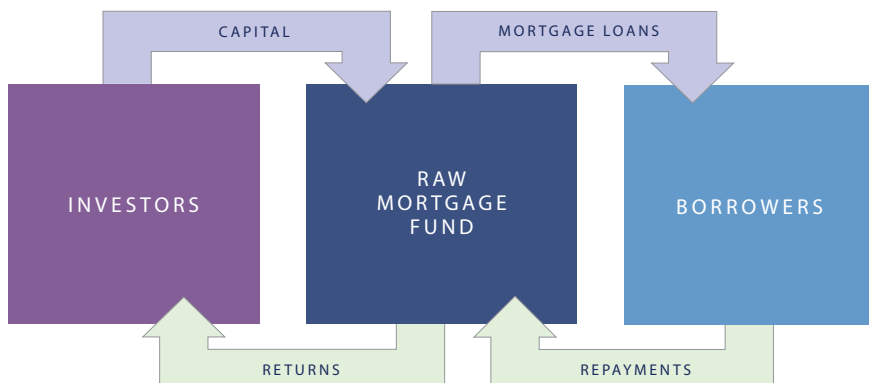 CAPITAL
MORTGAGE LOANS
INVESTORS
RAW
MORTGAGE
FUND
BORROWERS
RETURNS
REPAYMENTS